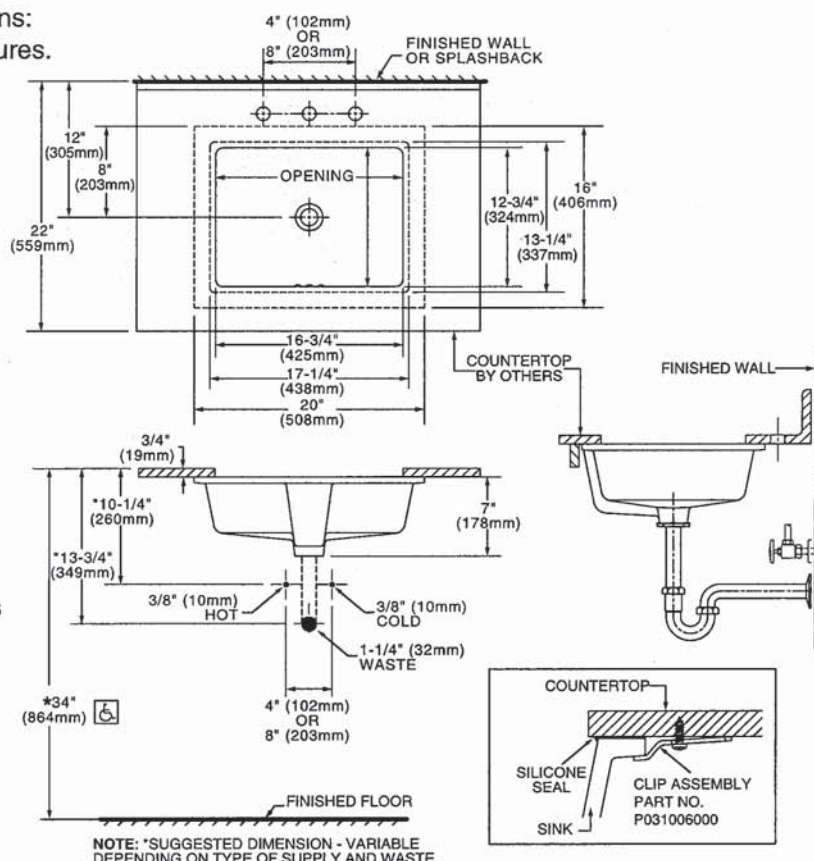 ns:
ures.
4" (102mm)
OR
8" (203mm)
FINISHED WALL
OR SPLASHBACK
12"
(305mm)
8"
(203mm)
22"
(559mm)
OPENING
12-3/4"
(324mm)
13-1/4"
(337mm)
16"
(406mm)
16-3/4"
(425mm)
17-1/4"
(438mm)
20"
(508mm)
COUNTERTOP
BY OTHERS
FINISHED WALL
3/4"
(19mm)
*10-1/4"
(260mm)
*13-3/4"
(349mm)
7"
(178mm)
3/8" (10mm)
HOT
3/8" (10mm)
COLD
1-1/4" (32mm)
WASTE
*34"
(864mm)
4" (102mm)
OR
8" (203mm)
FINISHED FLOOR
COUNTERTOP
SILICONE
SEAL
SINK
CLIP ASSEMBLY
PART NO.
P031006000
NOTE: *SUGGESTED DIMENSION - VARIABLE
DEPENDING ON TYPE OF SUPPLY AND WASTE